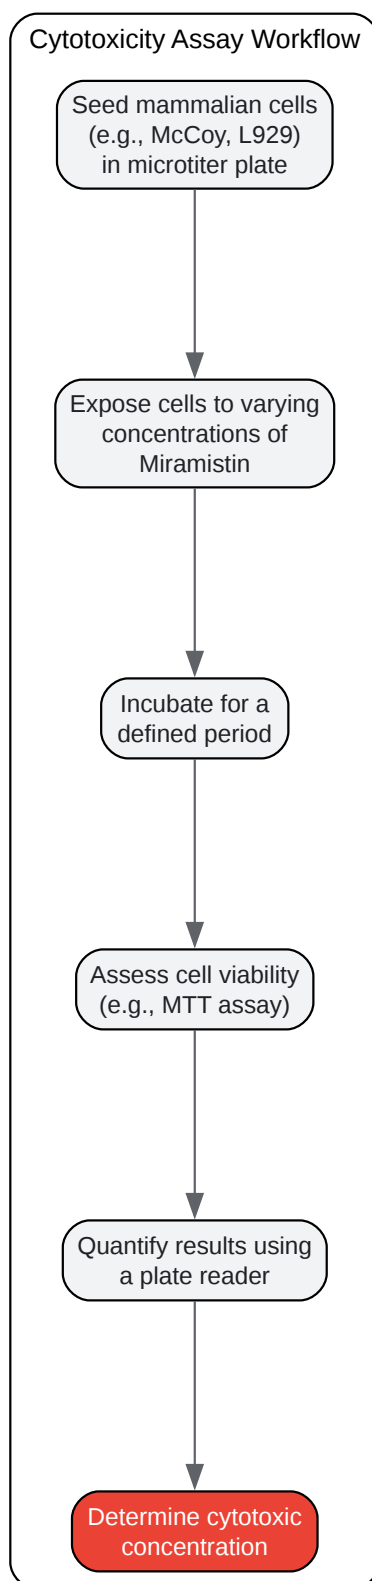 Cytotoxicity Assay Workflow
Seed mammalian cells
(e.g., McCoy, L929)
in microtiter plate
Expose cells to varying
concentrations of
Miramistin
Incubate for a
defined period
Assess cell viability
(e.g., MTT assay)
Quantify results using
a plate reader
Determine cytotoxic
concentration